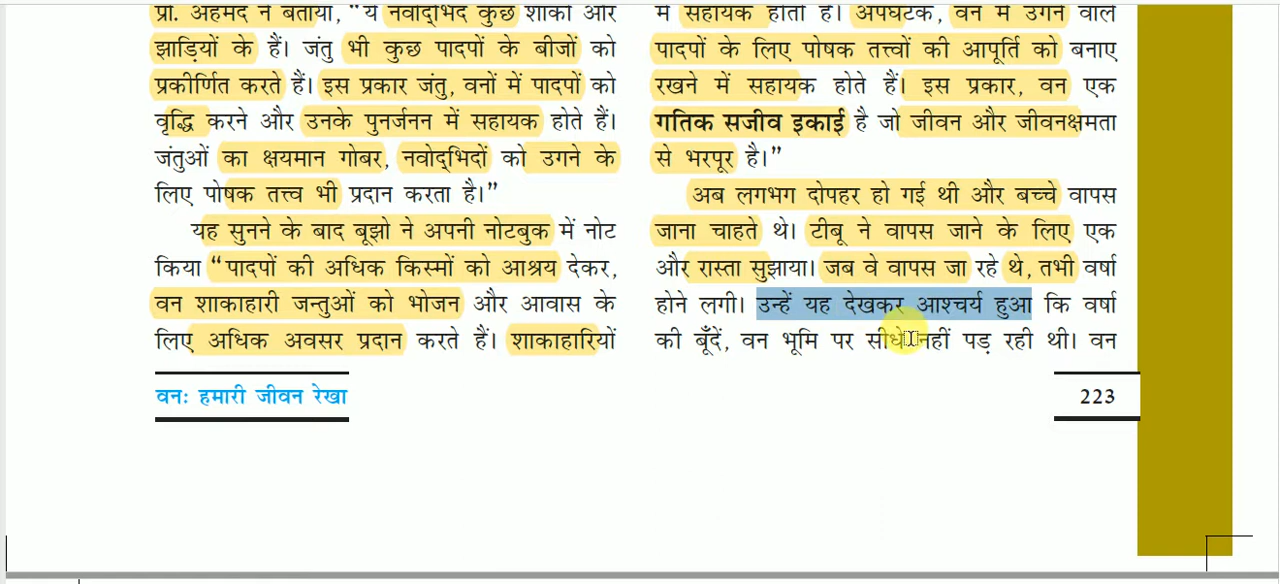 प्रो. अहमद ने बताया, “ये नवोद्‌भिद कुछ शाकों और
झाड़ियों के हैं। जंतु भी कुछ पादपों के बीजों को
प्रकीर्णित करते हैं। इस प्रकार जंतु, वनों में पादपों को
वृद्धि करने और उनके पुनर्जनन में सहायक होते हैं।
जंतुओं का क्षयमान गोबर, नवोद्‌भिदों को उगने के
लिए पोषक तत्त्व भी प्रदान करता है।”
यह सुनने के बाद बूझो ने अपनी नोटबुक में नोट
किया “पादपों की अधिक किस्मों को आश्रय देकर,
वन शाकाहारी जन्तुओं को भोजन और आवास के
लिए अधिक अवसर प्रदान करते हैं। शाकाहारियों
में सहायक होता है। अपघटक, वन में उगने वाले
पादपों के लिए पोषक तत्त्वों की आपूर्ति को बनाए
रखने में सहायक होते हैं। इस प्रकार, वन एक
गतिक सजीव इकाई है जो जीवन और जीवनक्षमता
से भरपूर है।”
अब लगभग दोपहर हो गई थी और बच्चे वापस
जाना चाहते थे। टीबू ने वापस जाने के लिए एक
और रास्ता सुझाया। जब वे वापस जा रहे थे, तभी वर्षा
होने लगी। उन्हें यह देखकर आश्चर्य हुआ कि वर्षा
की बूँदें, वन भूमि पर सीधे नहीं पड़ रही थी। वन
वनः हमारी जीवन रेखा
223